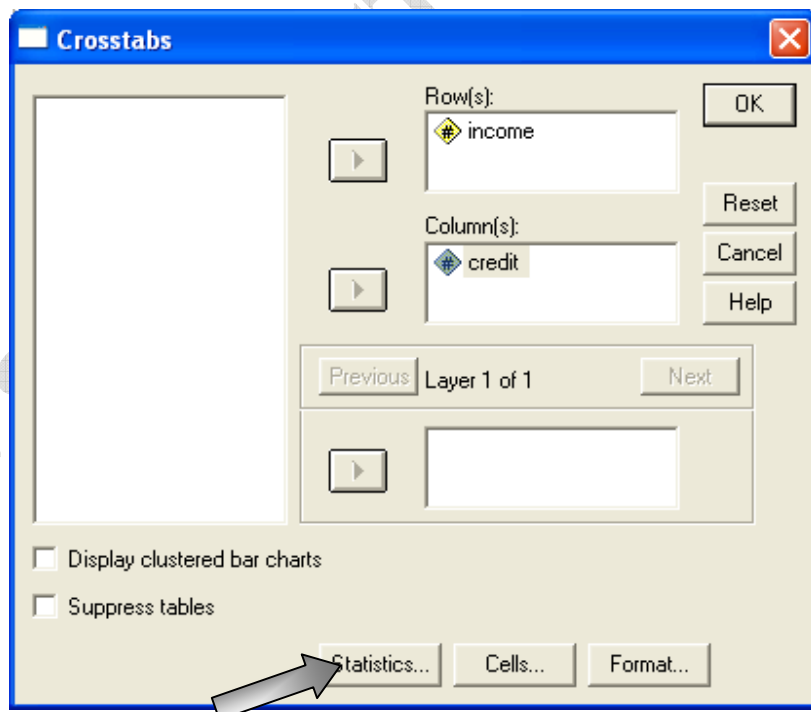 Crosstabs
Row(s):
# income
OK
Reset
Column(s):
# credit
Cancel
Help
Previous Layer 1 of 1 Next
Display clustered bar charts
Suppress tables
Statistics... Cells... Format...